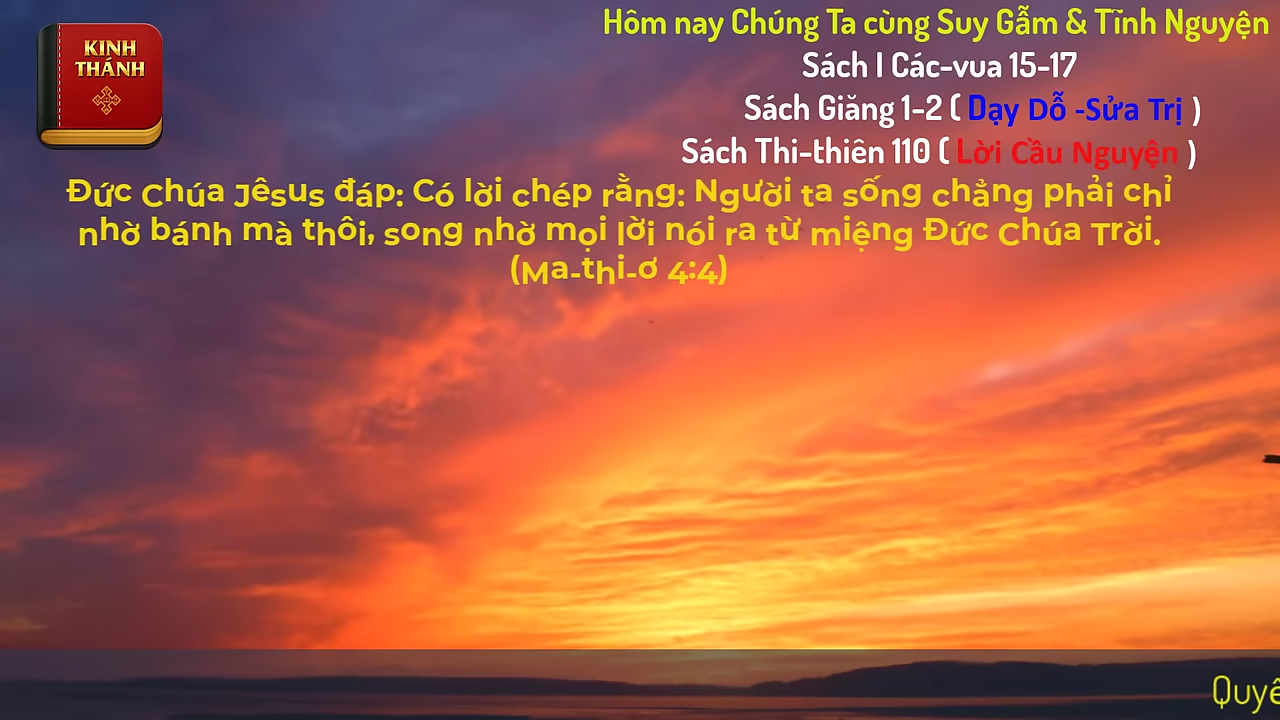 KINH
THÁNH
Hôm nay Chúng Ta cùng Suy Gẫm & Tĩnh Nguyện
Sách I Các-vua 15-17
Sách Giăng 1-2 ( Dạy Dỗ -Sửa Trị )
Sách Thi-thiên 110 ( Lời Cầu Nguyện )
Đức Chúa Jêsus đáp: Có lời chép rằng: Người ta sống chẳng phải chỉ
nhờ bánh mà thôi, song nhờ mọi lời nói ra từ miệng Đức Chúa Trời.
(Ma-thi-ơ 4:4)